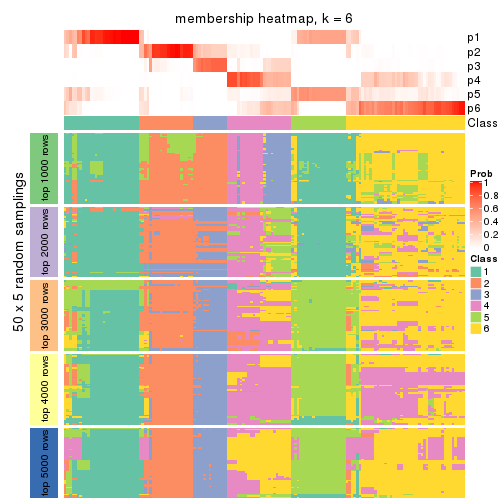 membership heatmap, k = 6
p1
p2
p3
p4
p5
p6
Class
50 x 5 random samplings
top 1000 rows
top 2000 rows
top 3000 rows
top 4000 rows
top 5000 rows
Prob
1
0.8
0.6
0.4
0.2
0
Class
1
2
3
4
5
6